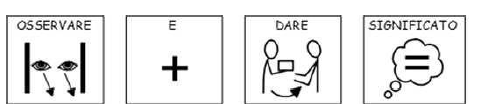 OSSERVARE E DARE SIGNIFICATO